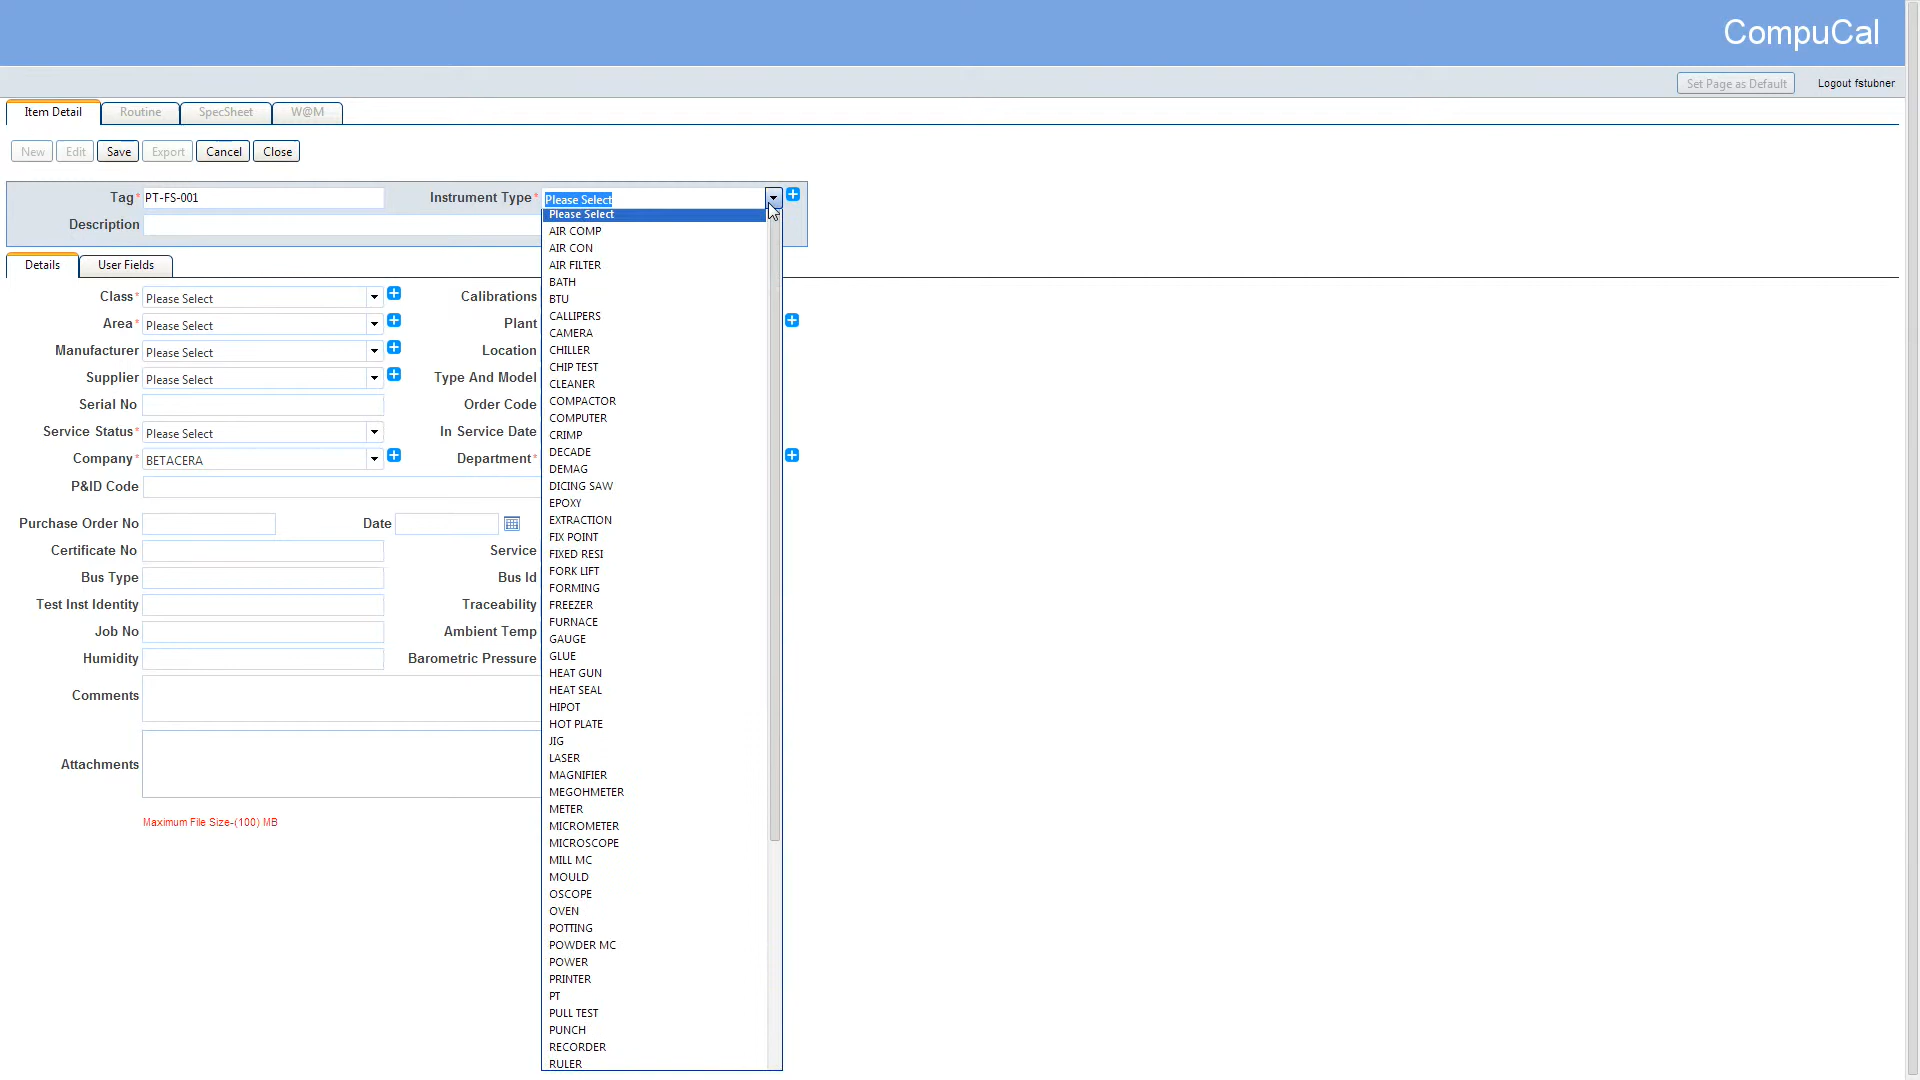 CompuCal
Set Page as Default Logout fstubner
Item Detail Routine SpecSheet W@M
New Edit Save Export Cancel Close
Tag* PT-FS-001 Instrument Type* Please Select
Description
Details User Fields
Class* Please Select Calibrations
Area* Please Select Plant
Manufacturer Please Select Location
Supplier Please Select Type And Model
Serial No Order Code
Service Status* Please Select In Service Date
Company* BETACERA Department*
P&ID Code
Purchase Order No Date
Certificate No Service
Bus Type Bus Id
Test Inst Identity Traceability
Job No Ambient Temp
Humidity Barometric Pressure
Comments
Attachments
Maximum File Size-(100) MB
Please Select
AIR COMP
AIR CON
AIR FILTER
BATH
BTU
CALLIPERS
CAMERA
CHILLER
CHIP TEST
CLEANER
COMPACTOR
COMPUTER
CRIMP
DECADE
DEMAG
DICING SAW
EPOXY
EXTRACTION
FIX POINT
FIXED RESI
FORK LIFT
FORMING
FREEZER
FURNACE
GAUGE
GLUE
HEAT GUN
HEAT SEAL
HIPOT
HOT PLATE
JIG
LASER
MAGNIFIER
MEGOHMETER
METER
MICROMETER
MICROSCOPE
MILL MC
MOULD
OSCOPE
OVEN
POTTING
POWDER MC
POWER
PRINTER
PT
PULL TEST
PUNCH
RECORDER
RULER